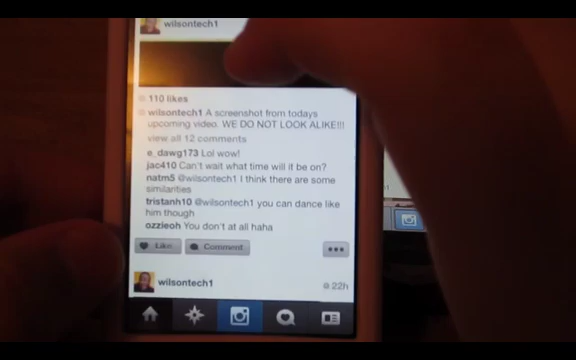 wilsontech1
110 likes
wilsontech1 A screenshot from todays
upcoming video. WE DO NOT LOOK ALIKE!!!
view all 12 comments
e_dawg173 Lol wow!
jac410 Can't wait what time will it be on?
natm5 @wilsontech1 I think there are some
similarities
tristanh10 @wilsontech1 you can dance like
him though
ozzieoh You don't at all haha
Like
Comment
wilsontech1
22h